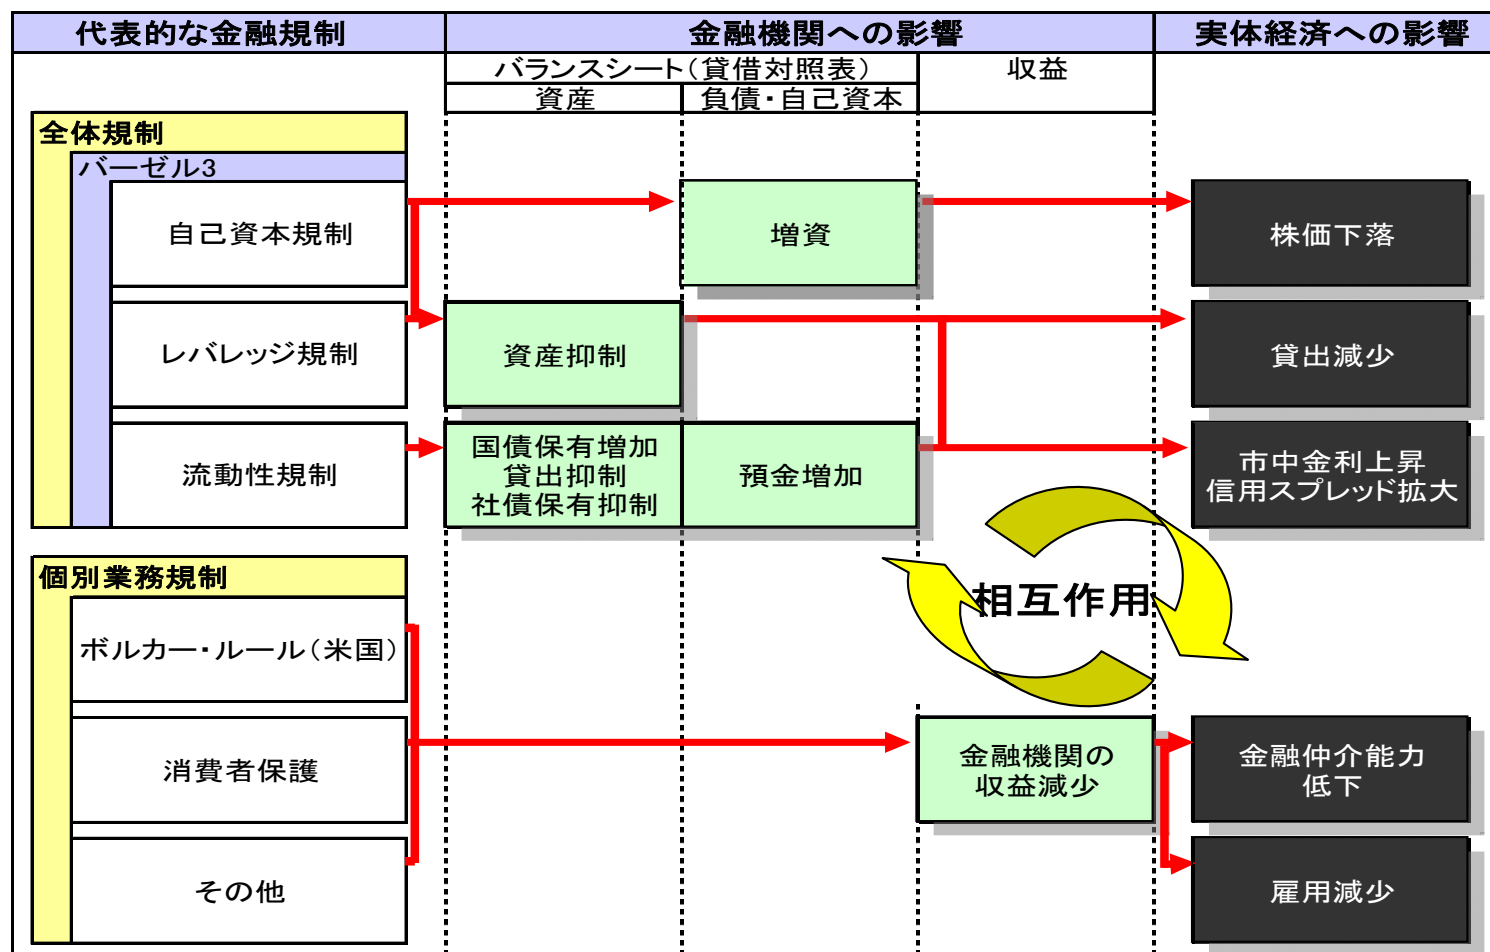 代表的な金融規制
金融機関への影響
実体経済への影響
バランスシート(貸借対照表)
収益
資産
負債・自己資本
全体規制
バーゼル3
自己資本規制
増資
株価下落
レバレッジ規制
資産抑制
貸出減少
流動性規制
国債保有増加
貸出抑制
社債保有抑制
預金増加
市中金利上昇
信用スプレッド拡大
相互作用
個別業務規制
ボルカー・ルール(米国)
消費者保護
金融機関の
収益減少
金融仲介能力
低下
その他
雇用減少